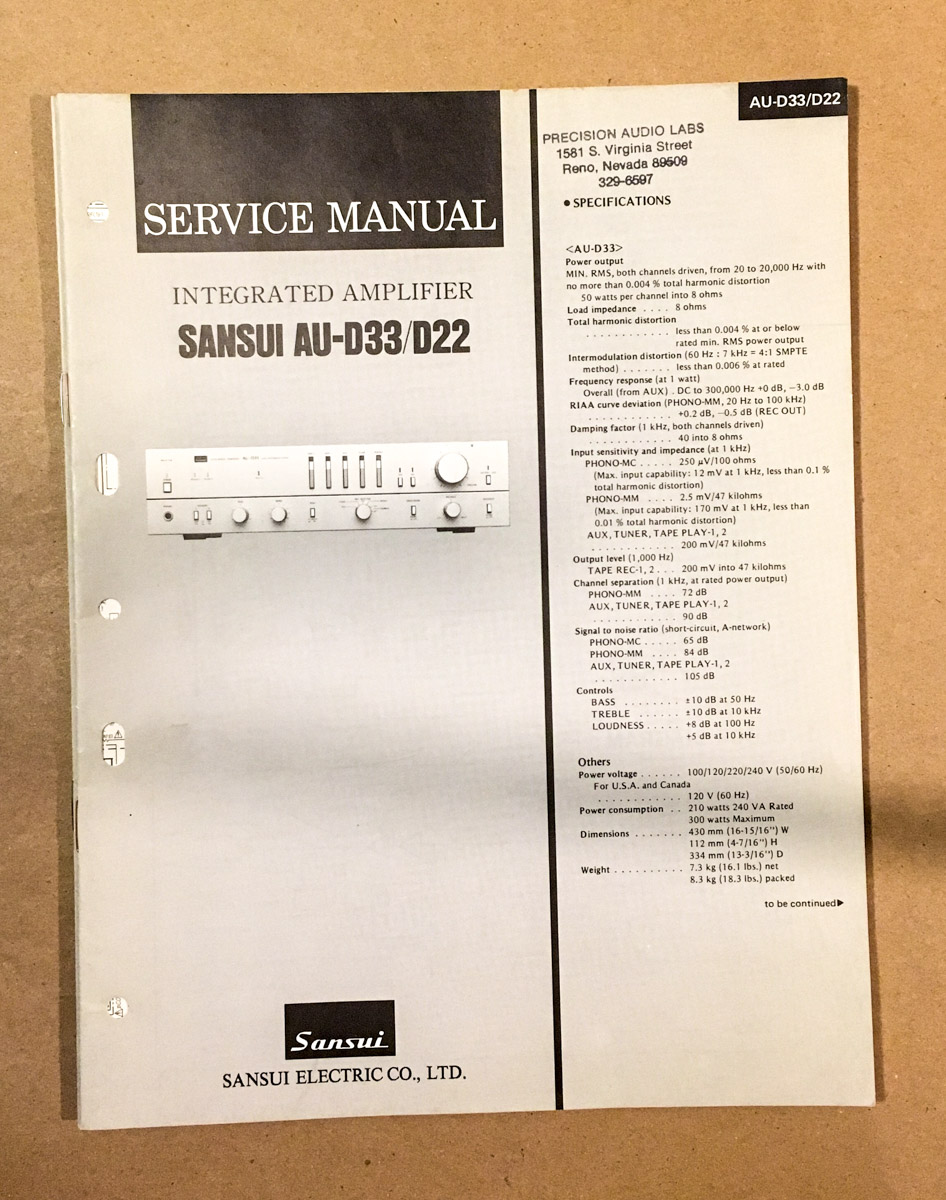 SERVICE MANUAL
INTEGRATED AMPLIFIER
SANSUI AU-D33/D22
Sansui
SANSUI ELECTRIC CO., LTD.
AU-D33/D22
PRECISION AUDIO LABS
1581 S. Virginia Street
Reno, Nevada 89509
329-6597
● SPECIFICATIONS
<AU-D33>
Power output
MIN. RMS, both channels driven, from 20 to 20,000 Hz with
no more than 0.004 % total harmonic distortion
50 watts per channel into 8 ohms
Load impedance . . . . 8 ohms
Total harmonic distortion
. . . . . . . . . . . . less than 0.004 % at or below
rated min. RMS power output
Intermodulation distortion (60 Hz : 7 kHz = 4:1 SMPTE
method) . . . . . . . less than 0.006 % at rated
Frequency response (at 1 watt)
Overall (from AUX) . DC to 300,000 Hz +0 dB, −3.0 dB
RIAA curve deviation (PHONO-MM, 20 Hz to 100 kHz)
. . . . . . . . . . . . +0.2 dB, −0.5 dB (REC OUT)
Damping factor (1 kHz, both channels driven)
. . . . . . . . . . . . 40 into 8 ohms
Input sensitivity and impedance (at 1 kHz)
PHONO-MC . . . . . 250 µV/100 ohms
(Max. input capability: 12 mV at 1 kHz, less than 0.1 %
total harmonic distortion)
PHONO-MM . . . . 2.5 mV/47 kilohms
(Max. input capability: 170 mV at 1 kHz, less than
0.01 % total harmonic distortion)
AUX, TUNER, TAPE PLAY-1, 2
. . . . . . . . . . . . 200 mV/47 kilohms
Output level (1,000 Hz)
TAPE REC-1, 2 . . . 200 mV into 47 kilohms
Channel separation (1 kHz, at rated power output)
PHONO-MM . . . . 72 dB
AUX, TUNER, TAPE PLAY-1, 2
. . . . . . . . . . . . 90 dB
Signal to noise ratio (short-circuit, A-network)
PHONO-MC . . . . . 65 dB
PHONO-MM . . . . 84 dB
AUX, TUNER, TAPE PLAY-1, 2
. . . . . . . . . . . . 105 dB
Controls
BASS . . . . . . . . ±10 dB at 50 Hz
TREBLE . . . . . . ±10 dB at 10 kHz
LOUDNESS . . . . . +8 dB at 100 Hz
+5 dB at 10 kHz
Others
Power voltage . . . . . . 100/120/220/240 V (50/60 Hz)
For U.S.A. and Canada
. . . . . . . . . . . . 120 V (60 Hz)
Power consumption . . 210 watts 240 VA Rated
300 watts Maximum
Dimensions . . . . . . . 430 mm (16-15/16") W
112 mm (4-7/16") H
334 mm (13-3/16") D
Weight . . . . . . . . . . 7.3 kg (16.1 lbs.) net
8.3 kg (18.3 lbs.) packed
to be continued▶